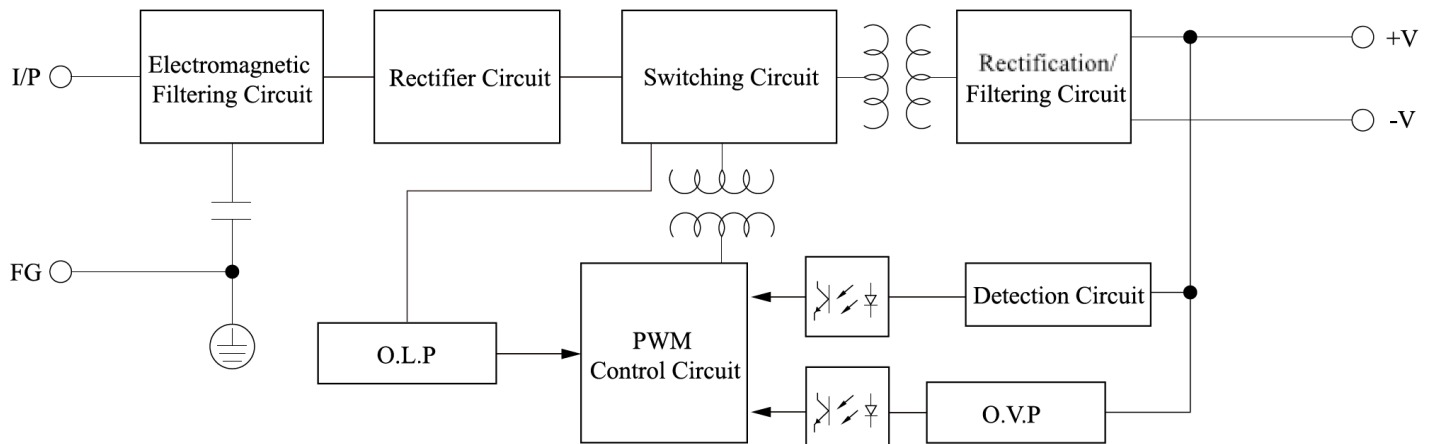 I/P
Electromagnetic
Filtering Circuit
Rectifier Circuit
Switching Circuit
Rectification/
Filtering Circuit
+V
-V
FG
O.L.P
PWM
Control Circuit
Detection Circuit
O.V.P